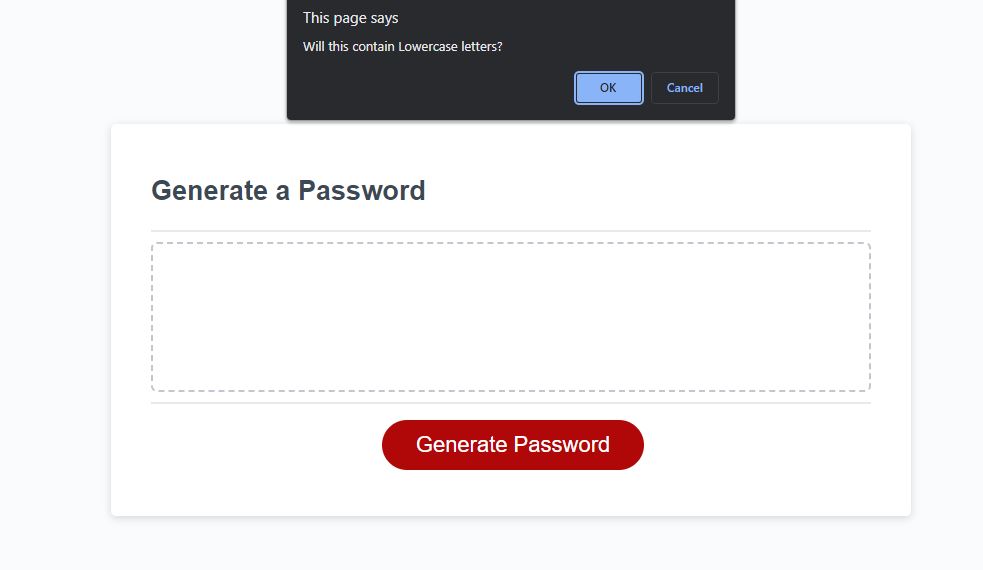 This page says
Will this contain Lowercase letters?
OK
Cancel
Generate a Password
Generate Password